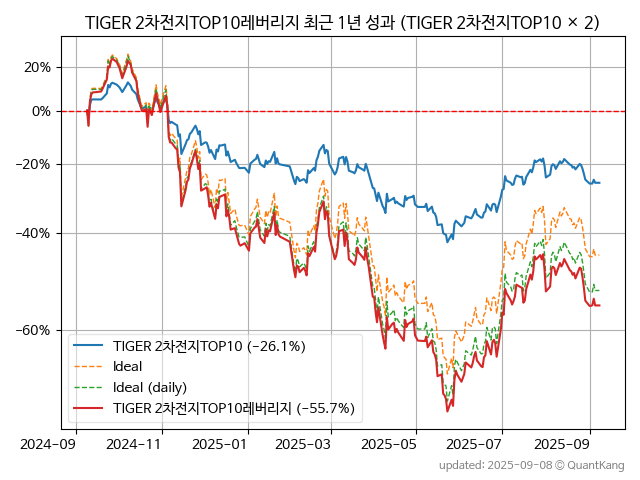 TIGER 2차전지TOP10레버리지 최근 1년 성과 (TIGER 2차전지TOP10 × 2)
20%
0%
−20%
−40%
−60%
TIGER 2차전지TOP10 (−26.1%)
Ideal
Ideal (daily)
TIGER 2차전지TOP10레버리지 (−55.7%)
2024-09 2024-11 2025-01 2025-03 2025-05 2025-07 2025-09
updated: 2025-09-08 © QuantKang